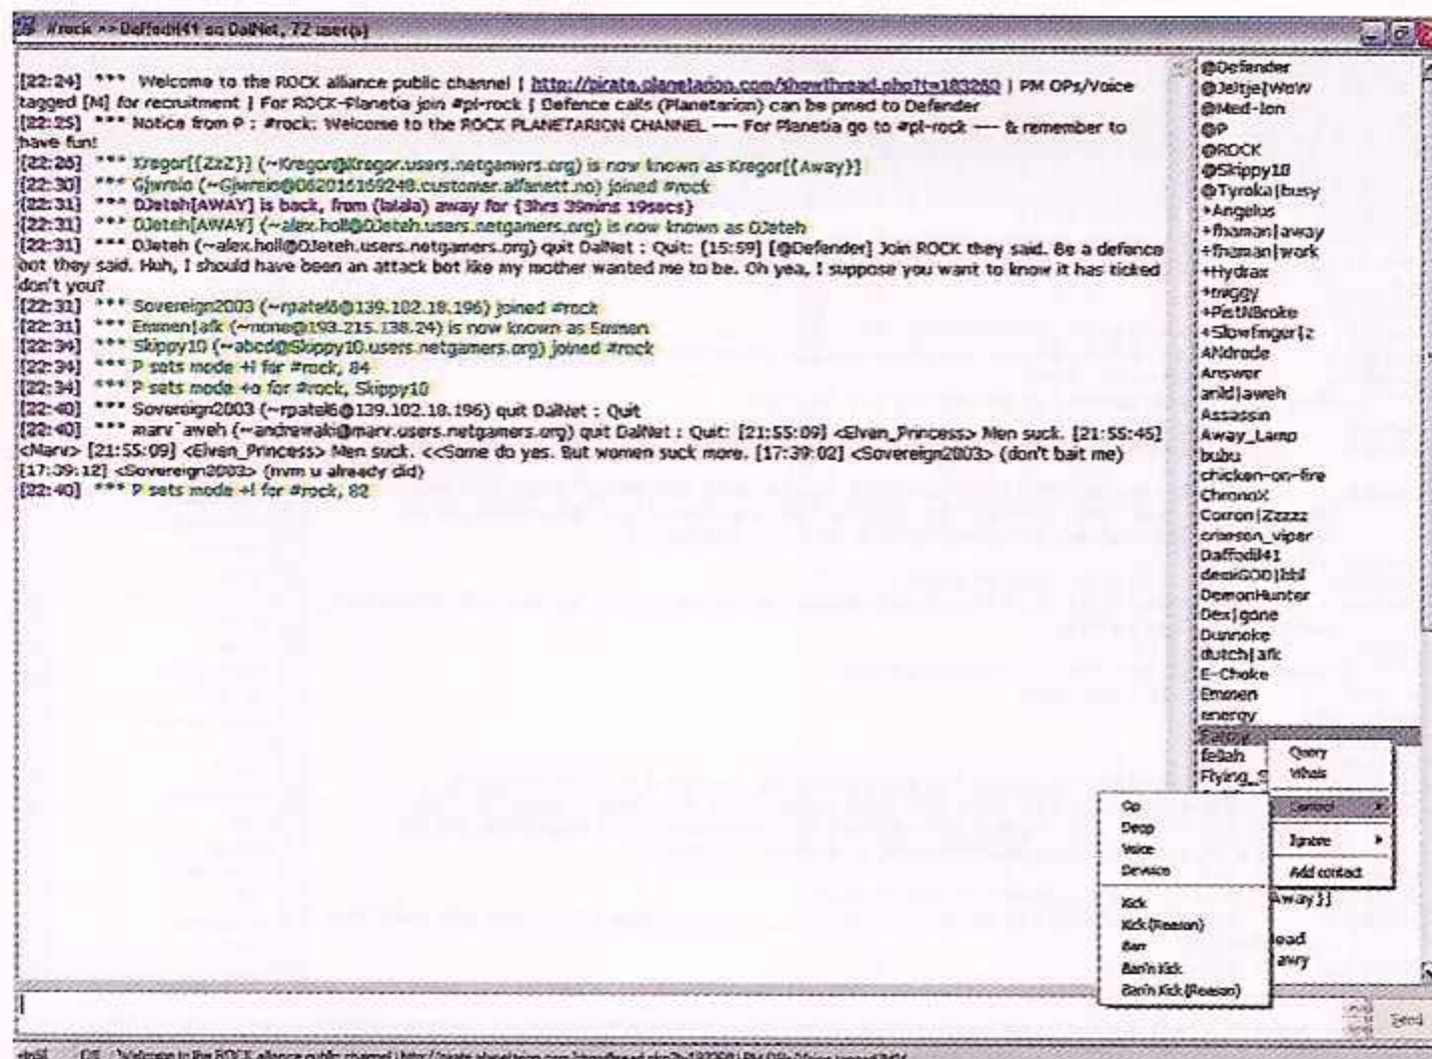 #rock >> Daffodil41 on DalNet, 72 user(s)
[22:24] *** Welcome to the ROCK alliance public channel | http://pirate.planetarion.com/showthread.php?t=183260 | PM OPs/Voice
tagged [M] for recruitment | For ROCK-Planetia join #pl-rock | Defence calls (Planetarion) can be pmed to Defender
[22:25] *** Notice from P : #rock: Welcome to the ROCK PLANETARION CHANNEL --- For Planetia go to #pl-rock --- & remember to
have fun!
[22:26] *** Kregor[{ZzZ}] (~Kregor@Kregor.users.netgamers.org) is now known as Kregor[{Away}]
[22:30] *** (~ joined #rock
[22:31] *** DJeteh[AWAY] is back, from (lalala) away for {3hrs 39mins 19secs}
[22:31] *** DJeteh[AWAY] (~alex.holl@DJeteh.users.netgamers.org) is now known as DJeteh
[22:31] *** DJeteh (~alex.holl@DJeteh.users.netgamers.org) quit DalNet : Quit: [15:59] [@Defender] Join ROCK they said. Be a defence
bot they said. Huh, I should have been an attack bot like my mother wanted me to be. Oh yea, I suppose you want to know it has ticked
don't you?
[22:31] *** Sovereign2003 (~rpatel6@139.102.18.196) joined #rock
[22:31] *** Emmen|afk (~none@193.215.138.24) is now known as Emmen
[22:34] *** Skippy10 (~abcd@Skippy10.users.netgamers.org) joined #rock
[22:34] *** P sets mode +l for #rock, 84
[22:34] *** P sets mode +o for #rock, Skippy10
[22:40] *** Sovereign2003 (~rpatel6@139.102.18.196) quit DalNet : Quit
[22:40] *** marv`aweh quit DalNet : Quit: [21:55:09] <Elven_Princess> Men suck. [21:55:45]
<Marv> [21:55:09] <Elven_Princess> Men suck. <<Some do yes. But women suck more. [17:39:02] <Sovereign2003> (don't bait me)
[17:39:12] <Sovereign2003> (nvm u already did)
[22:40] *** P sets mode +l for #rock, 82
@Defender
@Jeltje|WoW
@Med-Ion
@P
@ROCK
@Skippy10
@Tyroka|busy
+Angelus
+fhaman|away
+fhaman|work
+Hydrax
+miggy
+PistNBroke
+Slowfinger|z
ANdrode
Answer
arild|aweh
Assassin
Away_Lamp
bubu
chicken-on-fire
ChronoX
Corron|Zzzzz
crimson_viper
Daffodil41
demiGOD|bbl
DemonHunter
Dex|gone
Dunnoke
dutch|afk
E-Choke
Emmen
energy
fellah
Flying_S
Away}]
ead
awry
Query
Whois
Control
Ignore
Add contact
Op
Deop
Voice
Devoice
Kick
Kick (Reason)
Ban
Ban'n Kick
Ban'n Kick (Reason)
Send